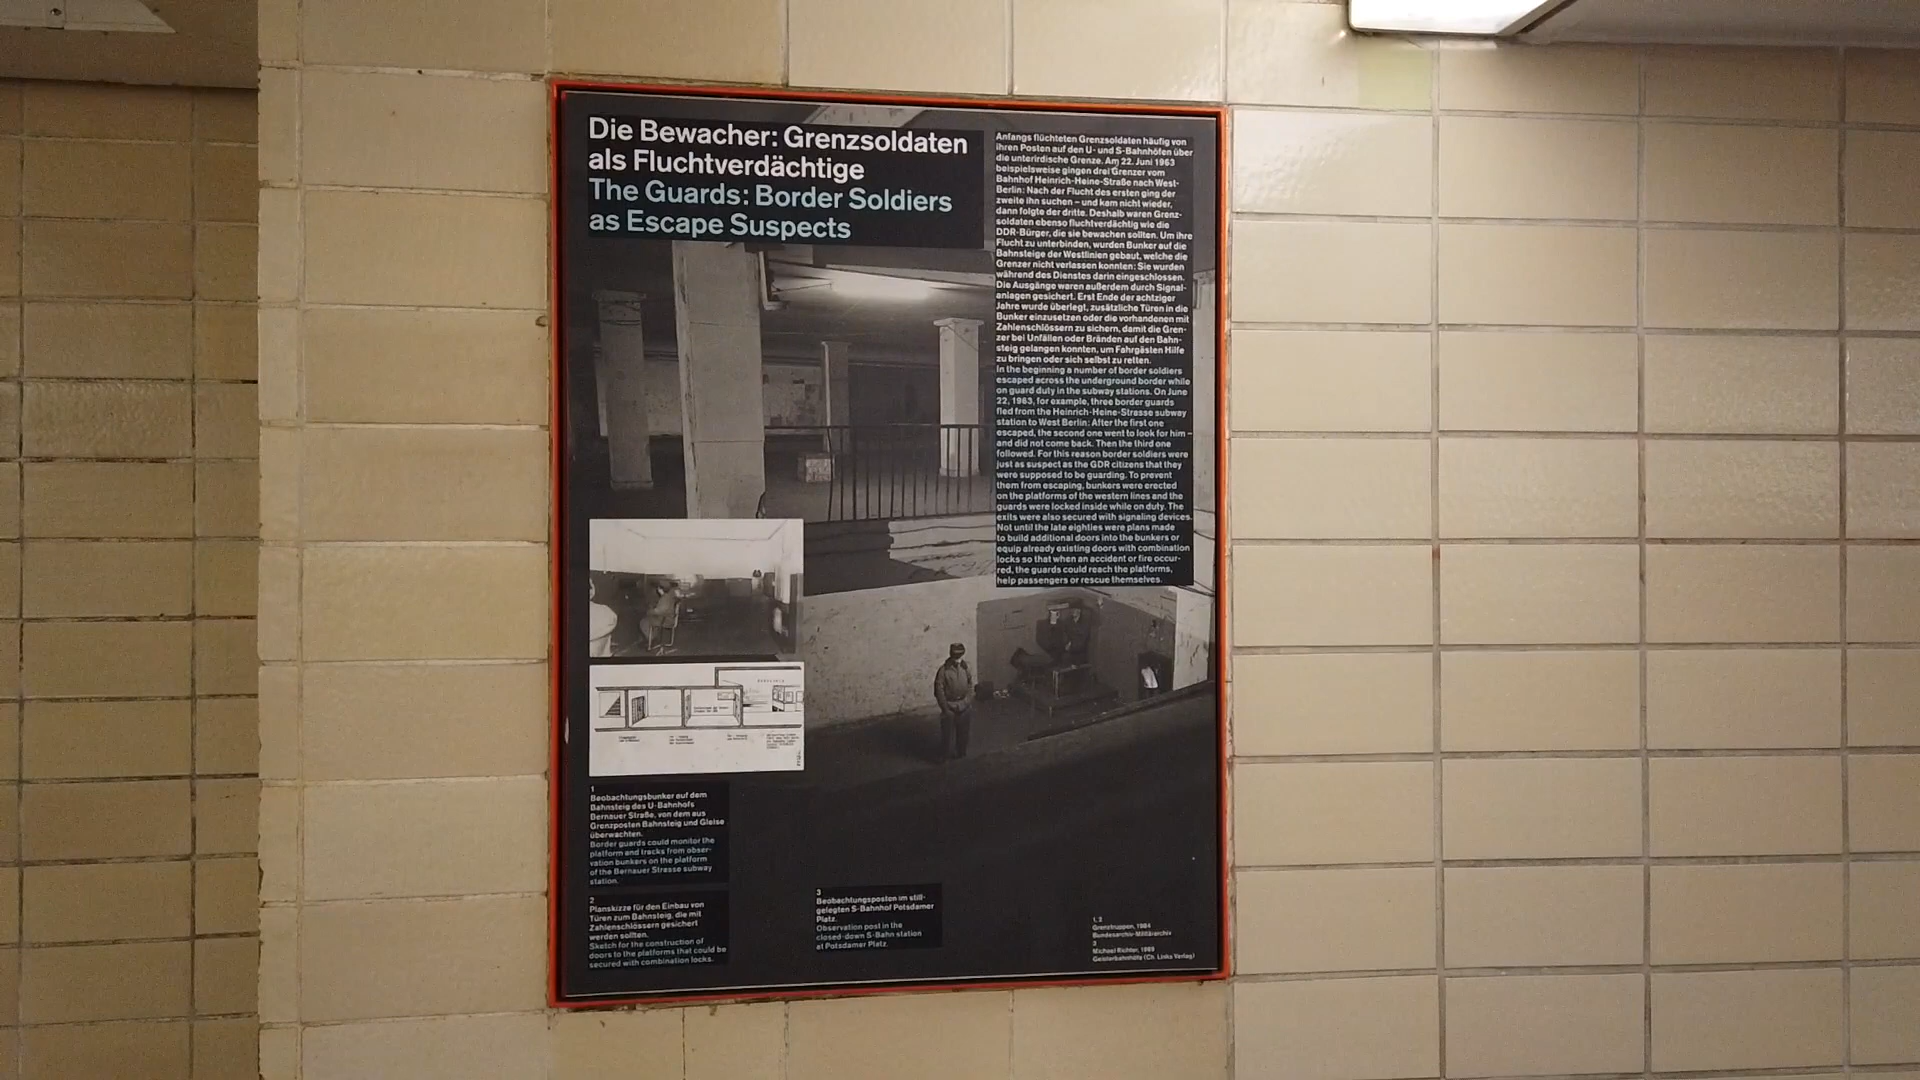 Die Bewacher: Grenzsoldaten
als Fluchtverdächtige
The Guards: Border Soldiers
as Escape Suspects
Anfangs flüchteten Grenzsoldaten häufig von
ihren Posten auf den U- und S-Bahnhöfen über
die unterirdische Grenze. Am 22. Juni 1963
beispielsweise gingen drei Grenzer vom
Bahnhof Heinrich-Heine-Straße nach West-
Berlin: Nach der Flucht des ersten ging der
zweite ihn suchen – und kam nicht wieder,
dann folgte der dritte. Deshalb waren Grenz-
soldaten ebenso fluchtverdächtig wie die
DDR-Bürger, die sie bewachen sollten. Um ihre
Flucht zu unterbinden, wurden Bunker auf die
Bahnsteige der Westlinien gebaut, welche die
Grenzer nicht verlassen konnten: Sie wurden
während des Dienstes darin eingeschlossen.
Die Ausgänge waren außerdem durch Signal-
anlagen gesichert. Erst Ende der achtziger
Jahre wurde überlegt, zusätzliche Türen in die
Bunker einzusetzen oder die vorhandenen mit
Zahlenschlössern zu sichern, damit die Gren-
zer bei Unfällen oder Bränden auf den Bahn-
steig gelangen konnten, um Fahrgästen Hilfe
zu bringen oder sich selbst zu retten.
In the beginning a number of border soldiers
escaped across the underground border while
on guard duty in the subway stations. On June
22, 1963, for example, three border guards
fled from the Heinrich-Heine-Strasse subway
station to West Berlin: After the first one
escaped, the second one went to look for him –
and did not come back. Then the third one
followed. For this reason border soldiers were
just as suspect as the GDR citizens that they
were supposed to be guarding. To prevent
them from escaping, bunkers were erected
on the platforms of the western lines and the
guards were locked inside while on duty. The
exits were also secured with signaling devices.
Not until the late eighties were plans made
to build additional doors into the bunkers or
equip already existing doors with combination
locks so that when an accident or fire occur-
red, the guards could reach the platforms,
help passengers or rescue themselves.
1
Beobachtungsbunker auf dem
Bahnsteig des U-Bahnhofs
Bernauer Straße, von dem aus
Grenzposten Bahnsteig und Gleise
überwachten.
Border guards could monitor the
platform and tracks from obser-
vation bunkers on the platform
of the Bernauer Strasse subway
station.
2
Planskizze für den Einbau von
Türen zum Bahnsteig, die mit
Zahlenschlössern gesichert
werden sollten.
Sketch for the construction of
doors to the platforms that could be
secured with combination locks.
3
Beobachtungsposten im still-
gelegten S-Bahnhof Potsdamer
Platz.
Observation post in the
closed-down S-Bahn station
at Potsdamer Platz.
1, 2
Grenztruppen, 1984
Bundesarchiv-Militärarchiv
3
Michael Richter, 1989
Geisterbahnhöfe (Ch. Links Verlag)